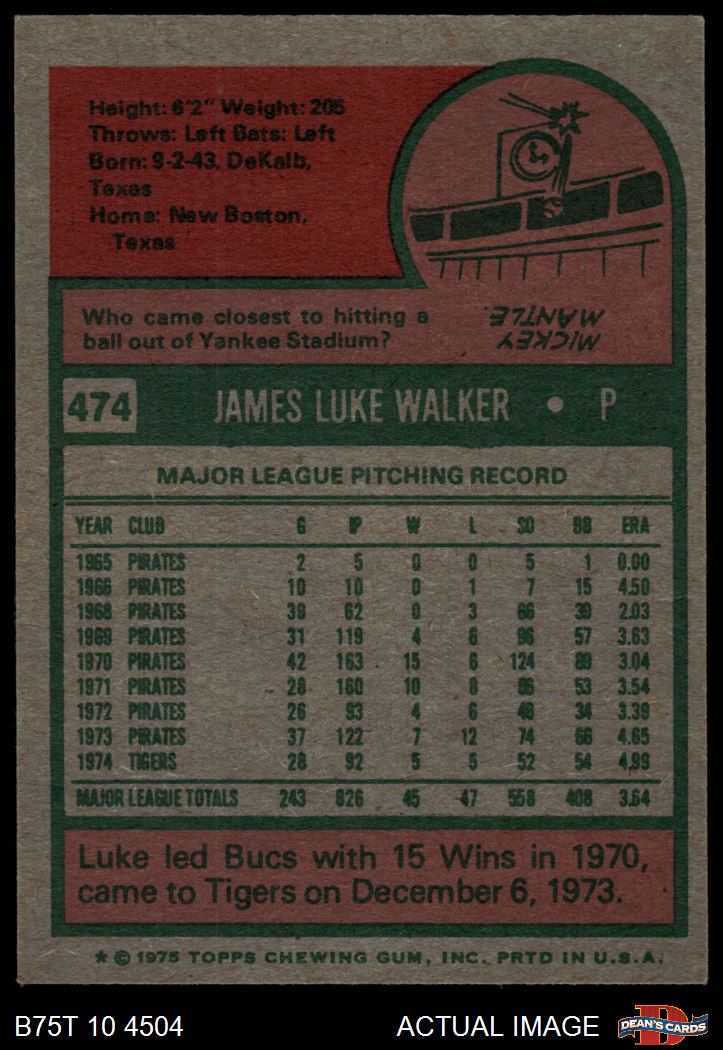 Height: 6'2" Weight: 205
Throws: Left Bats: Left
Born: 9-2-43, DeKalb,
Texas
Home: New Boston,
Texas
Who came closest to hitting a
ball out of Yankee Stadium?
MICKEY
MANTLE.
474 JAMES LUKE WALKER • P
MAJOR LEAGUE PITCHING RECORD
YEAR CLUB G IP W L SO BB ERA
1965 PIRATES 2 5 0 0 5 1 0.00
1966 PIRATES 10 10 0 1 7 15 4.50
1968 PIRATES 39 62 0 3 66 39 2.03
1969 PIRATES 31 119 4 6 96 57 3.63
1970 PIRATES 42 163 15 6 124 89 3.04
1971 PIRATES 28 160 10 8 86 53 3.54
1972 PIRATES 26 93 4 6 48 34 3.39
1973 PIRATES 37 122 7 12 74 66 4.65
1974 TIGERS 28 92 5 5 52 54 4.99
MAJOR LEAGUE TOTALS 243 826 45 47 558 408 3.64
Luke led Bucs with 15 Wins in 1970,
came to Tigers on December 6, 1973.
* © 1975 TOPPS CHEWING GUM, INC. PRTD IN U.S.A.
B75T 10 4504 ACTUAL IMAGE DEAN'S CARDS